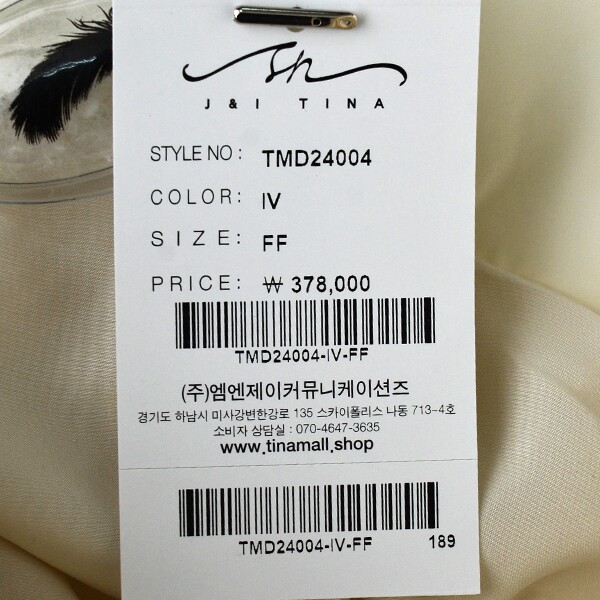 J & I TINA
STYLE NO : TMD24004
COLOR: IV
SIZE: FF
PRICE: ₩ 378,000
TMD24004-IV-FF
(주)엠엔제이커뮤니케이션즈
경기도 하남시 미사강변한강로 135 스카이폴리스 나동 713-4호
소비자 상담실 : 070-4647-3635
www.tinamall.shop
TMD24004-IV-FF 189